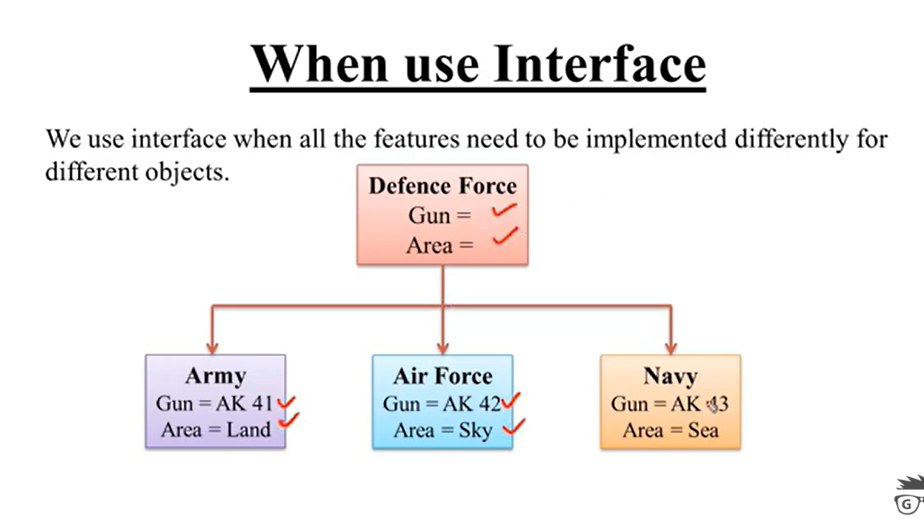 When use Interface
We use interface when all the features need to be implemented differently for
different objects.
Defence Force
Gun =
Area =
Army
Gun = AK 41
Area = Land
Air Force
Gun = AK 42
Area = Sky
Navy
Gun = AK 43
Area = Sea
G